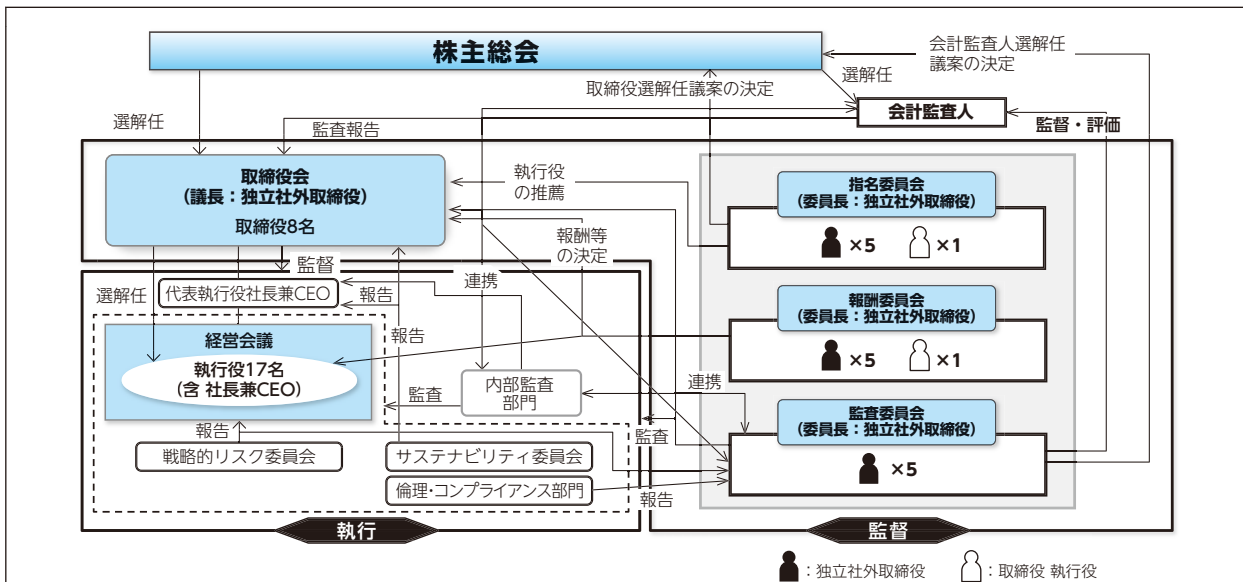 株主総会
会計監査人選解任
議案の決定
選解任
取締役選解任議案の決定
会計監査人
選解任
監査報告
監督・評価
取締役会
(議長:独立社外取締役)
取締役8名
執行役
の推薦
指名委員会
(委員長:独立社外取締役)
×5
×1
報酬等
の決定
監督
連携
選解任
代表執行役社長兼CEO
報告
報酬委員会
(委員長:独立社外取締役)
×5
×1
経営会議
報告
執行役17名
(含 社長兼CEO)
内部監査
部門
連携
監査
監査委員会
(委員長:独立社外取締役)
報告
監査
戦略的リスク委員会
サステナビリティ委員会
×5
倫理・コンプライアンス部門
報告
執行
監督
:独立社外取締役
:取締役 執行役